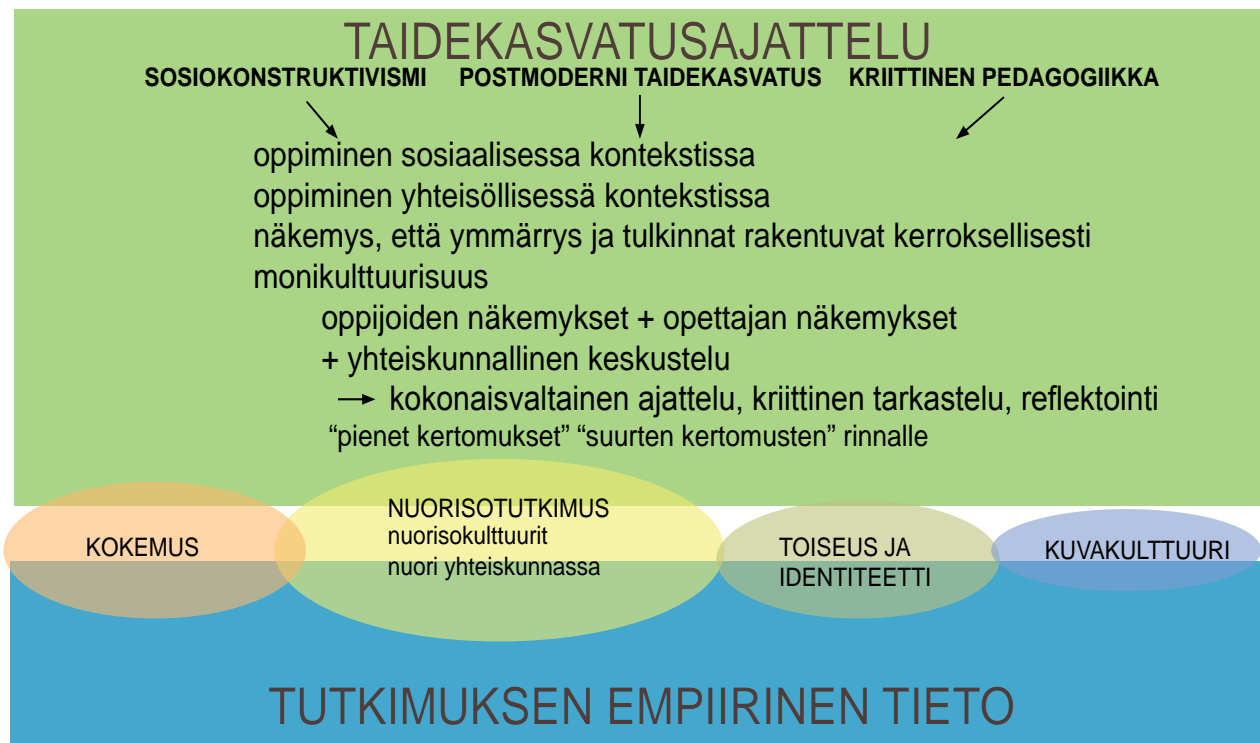 TAIDEKASVATUSAJATTELU
SOSIOKONSTRUKTIVISMI POSTMODERNI TAIDEKASVATUS KRIITTINEN PEDAGOGIIKKA
oppiminen sosiaalisessa kontekstissa
oppiminen yhteisöllisessä kontekstissa
näkemys, että ymmärrys ja tulkinnat rakentuvat kerroksellisesti
monikulttuurisuus
oppijoiden näkemykset + opettajan näkemykset
+ yhteiskunnallinen keskustelu
→ kokonaisvaltainen ajattelu, kriittinen tarkastelu, reflektointi
“pienet kertomukset” “suurten kertomusten” rinnalle
KOKEMUS
NUORISOTUTKIMUS
nuorisokulttuurit
nuori yhteiskunnassa
TOISEUS JA
IDENTITEETTI
KUVAKULTTUURI
TUTKIMUKSEN EMPIIRINEN TIETO